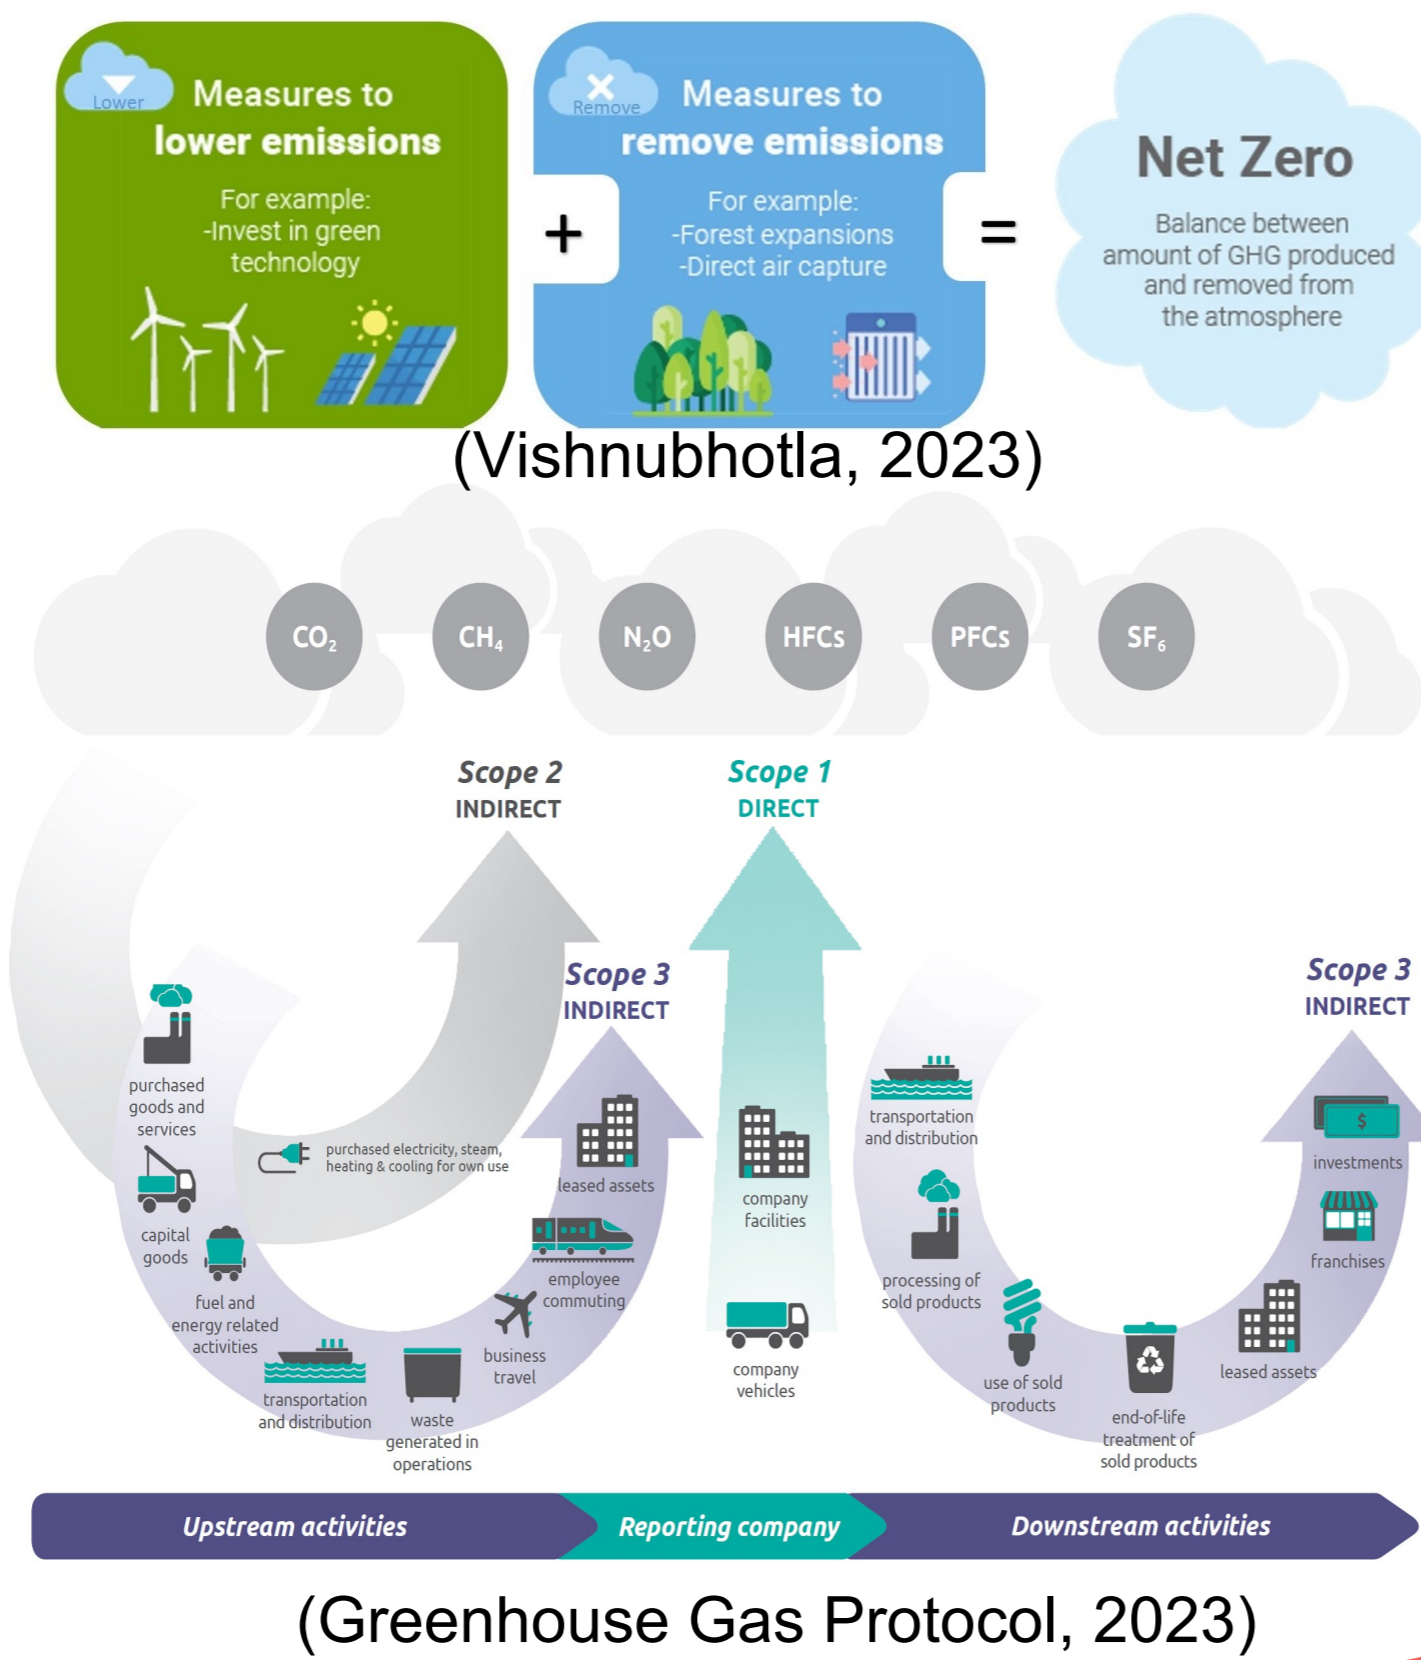 Lower
Measures to
lower emissions
For example:
-Invest in green
technology
+
Remove
Measures to
remove emissions
For example:
-Forest expansions
-Direct air capture
=
Net Zero
Balance between
amount of GHG produced
and removed from
the atmosphere
(Vishnubhotla, 2023)
CO₂
CH₄
N₂O
HFCs
PFCs
SF₆
Scope 2
INDIRECT
Scope 1
DIRECT
Scope 3
INDIRECT
Scope 3
INDIRECT
purchased
goods and
services
capital
goods
fuel and
energy related
activities
transportation
and distribution
waste
generated in
operations
business
travel
employee
commuting
leased assets
purchased electricity, steam,
heating & cooling for own use
company
facilities
company
vehicles
transportation
and distribution
processing of
sold products
use of sold
products
end-of-life
treatment of
sold products
leased assets
franchises
$
investments
Upstream activities
Reporting company
Downstream activities
(Greenhouse Gas Protocol, 2023)